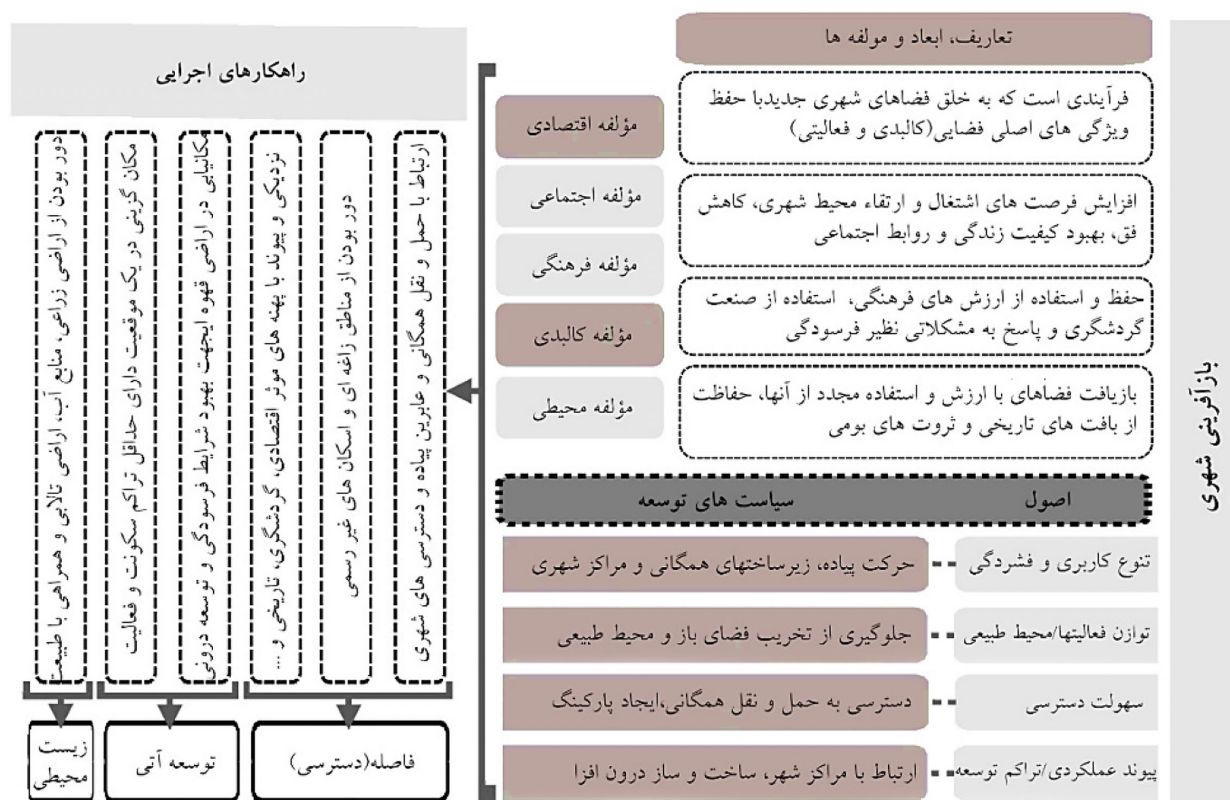 بازآفرینی شهری
تعاریف، ابعاد و مولفه ها
فرآیندی است که به خلق فضاهای شهری جدیدبا حفظ
ویژگی های اصلی فضایی(کالبدی و فعالیتی)
افزایش فرصت های اشتغال و ارتقاء محیط شهری، کاهش
فق، بهبود کیفیت زندگی و روابط اجتماعی
حفظ و استفاده از ارزش های فرهنگی، استفاده از صنعت
گردشگری و پاسخ به مشکلاتی نظیر فرسودگی
بازیافت فضاهای با ارزش و استفاده مجدد از آنها، حفاظت
از بافت های تاریخی و ثروت های بومی
مؤلفه اقتصادی
مؤلفه اجتماعی
مؤلفه فرهنگی
مؤلفه کالبدی
مؤلفه محیطی
اصول
سیاست های توسعه
تنوع کاربری و فشردگی
حرکت پیاده، زیرساختهای همگانی و مراکز شهری
توازن فعالیتها/محیط طبیعی
جلوگیری از تخریب فضای باز و محیط طبیعی
سهولت دسترسی
دسترسی به حمل و نقل همگانی،ایجاد پارکینگ
پیوند عملکردی/تراکم توسعه
ارتباط با مراکز شهر، ساخت و ساز درون افزا
راهکارهای اجرایی
ارتباط با حمل و نقل همگانی و عابرین پیاده و دسترسی های شهری
دور بودن از مناطق زاغه ای و اسکان های غیر رسمی
نزدیکی و پیوند با پهنه های موثر اقتصادی، گردشگری، تاریخی و ...
مکانیابی در اراضی قهوه ایجهت بهبود شرایط فرسودگی و توسعه درونی
مکان گزینی در یک موقعیت دارای حداقل تراکم سکونت و فعالیت
دور بودن از اراضی زراعی، منابع آب، اراضی تالابی و همراهی با طبیعت
فاصله(دسترسی)
توسعه آتی
زیست
محیطی